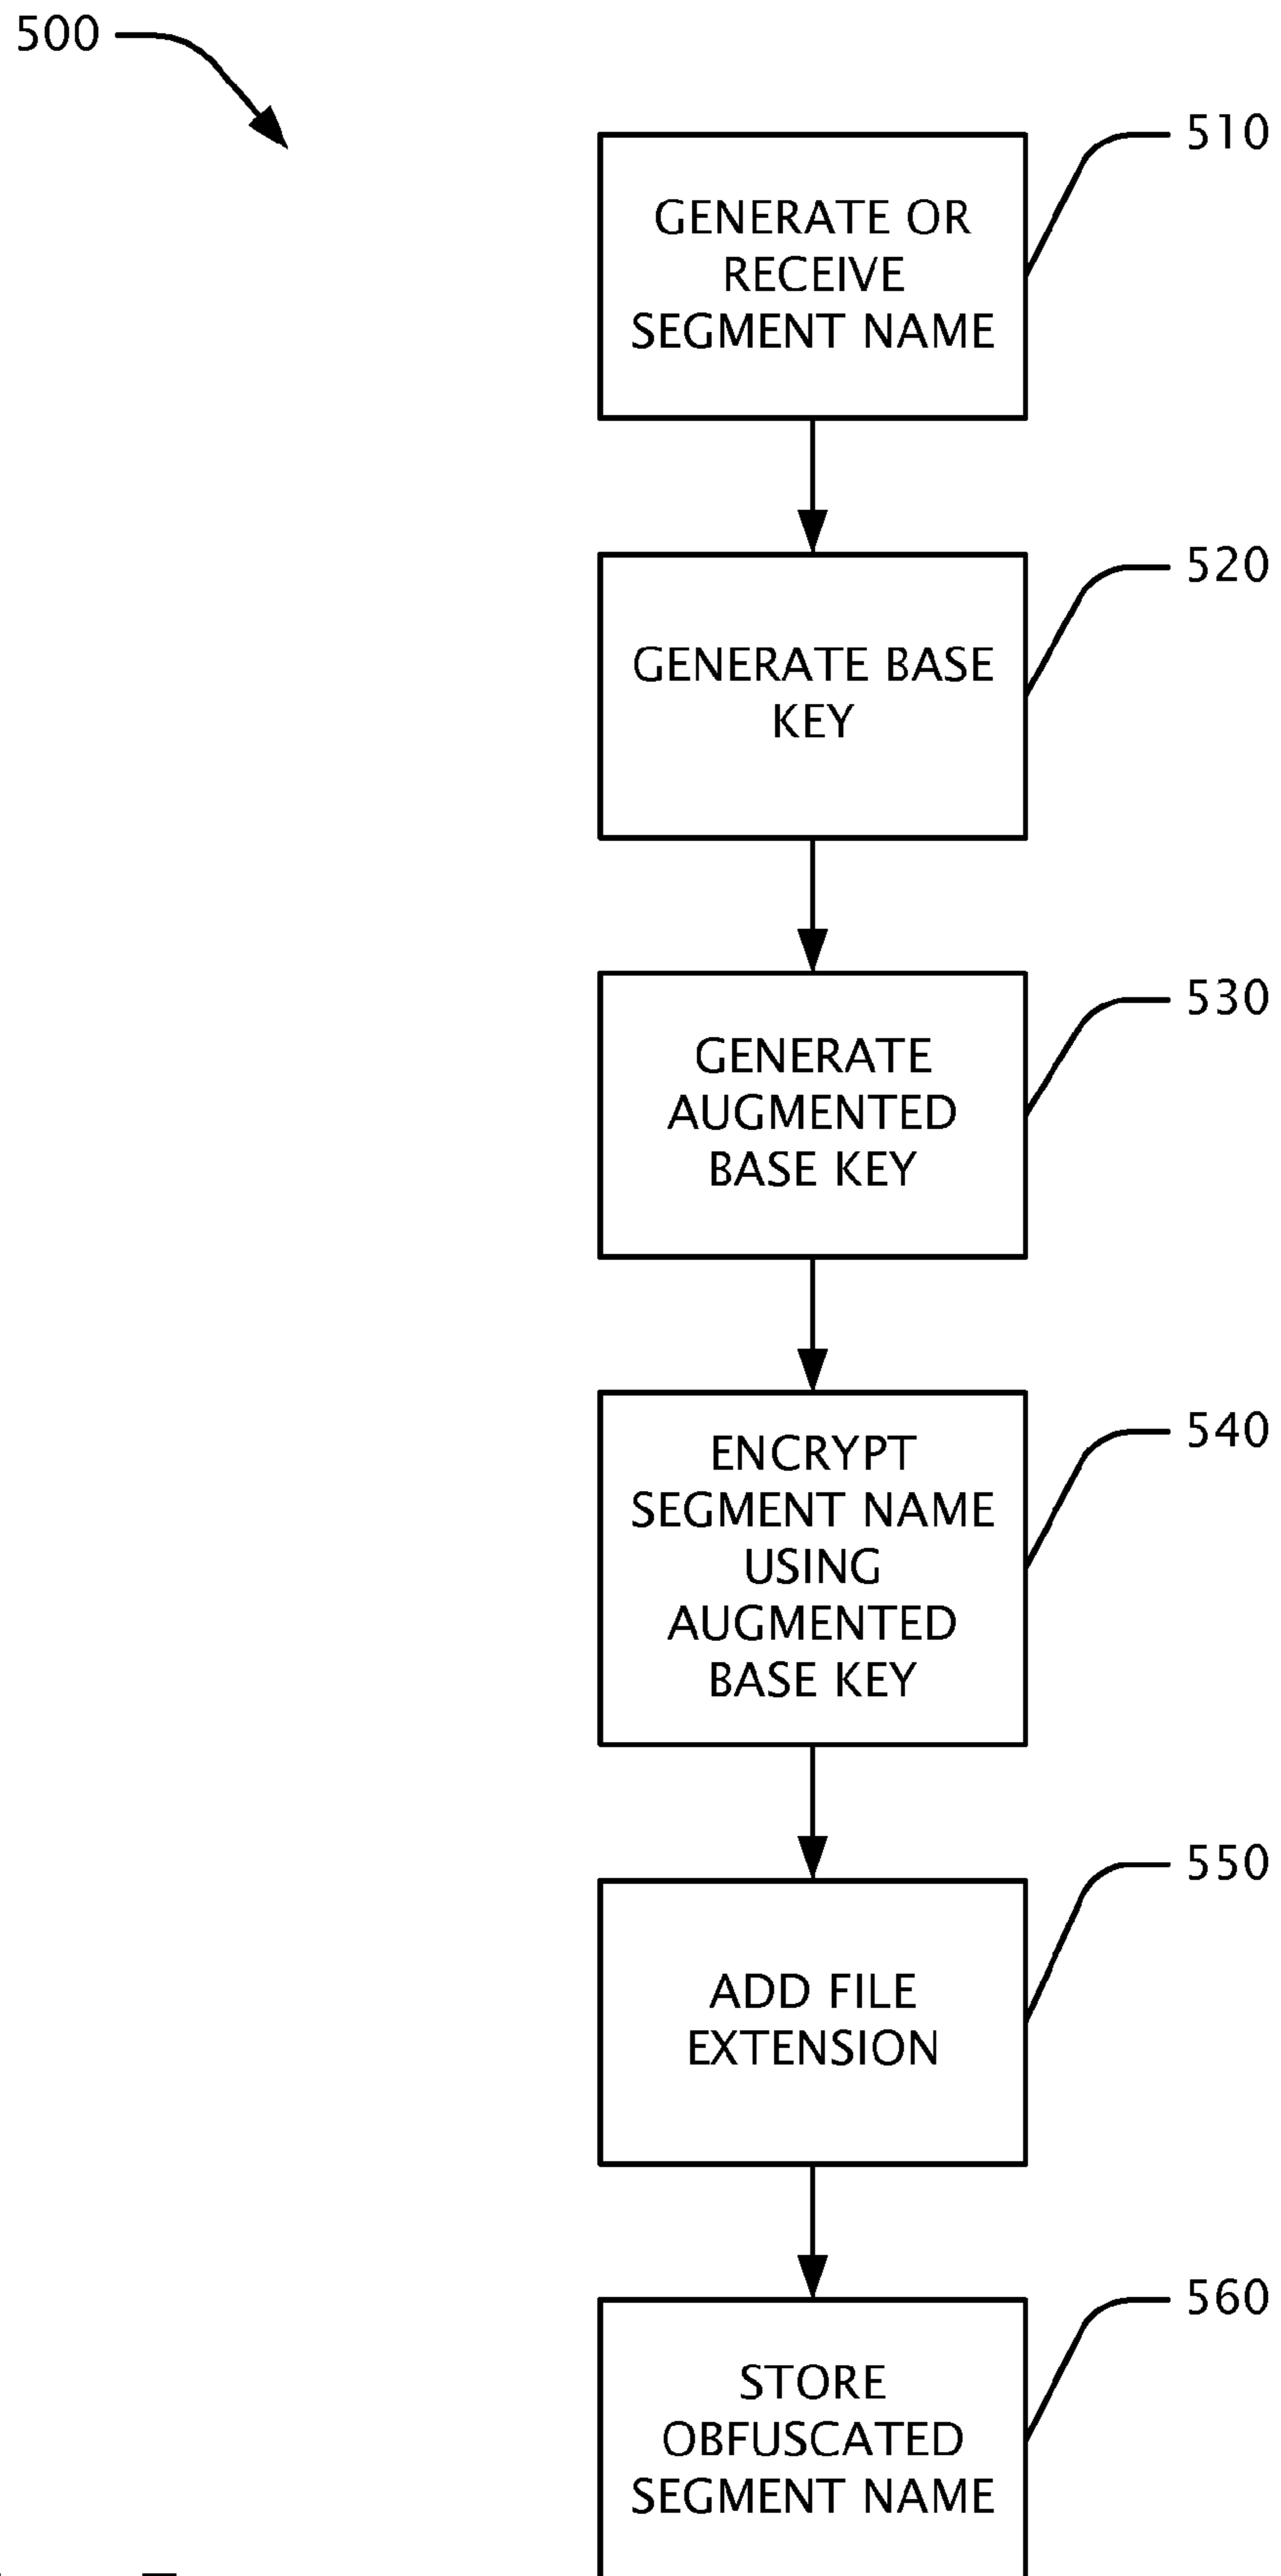 500
510
GENERATE OR
RECEIVE
SEGMENT NAME
520
GENERATE BASE
KEY
530
GENERATE
AUGMENTED
BASE KEY
540
ENCRYPT
SEGMENT NAME
USING
AUGMENTED
BASE KEY
550
ADD FILE
EXTENSION
560
STORE
OBFUSCATED
SEGMENT NAME